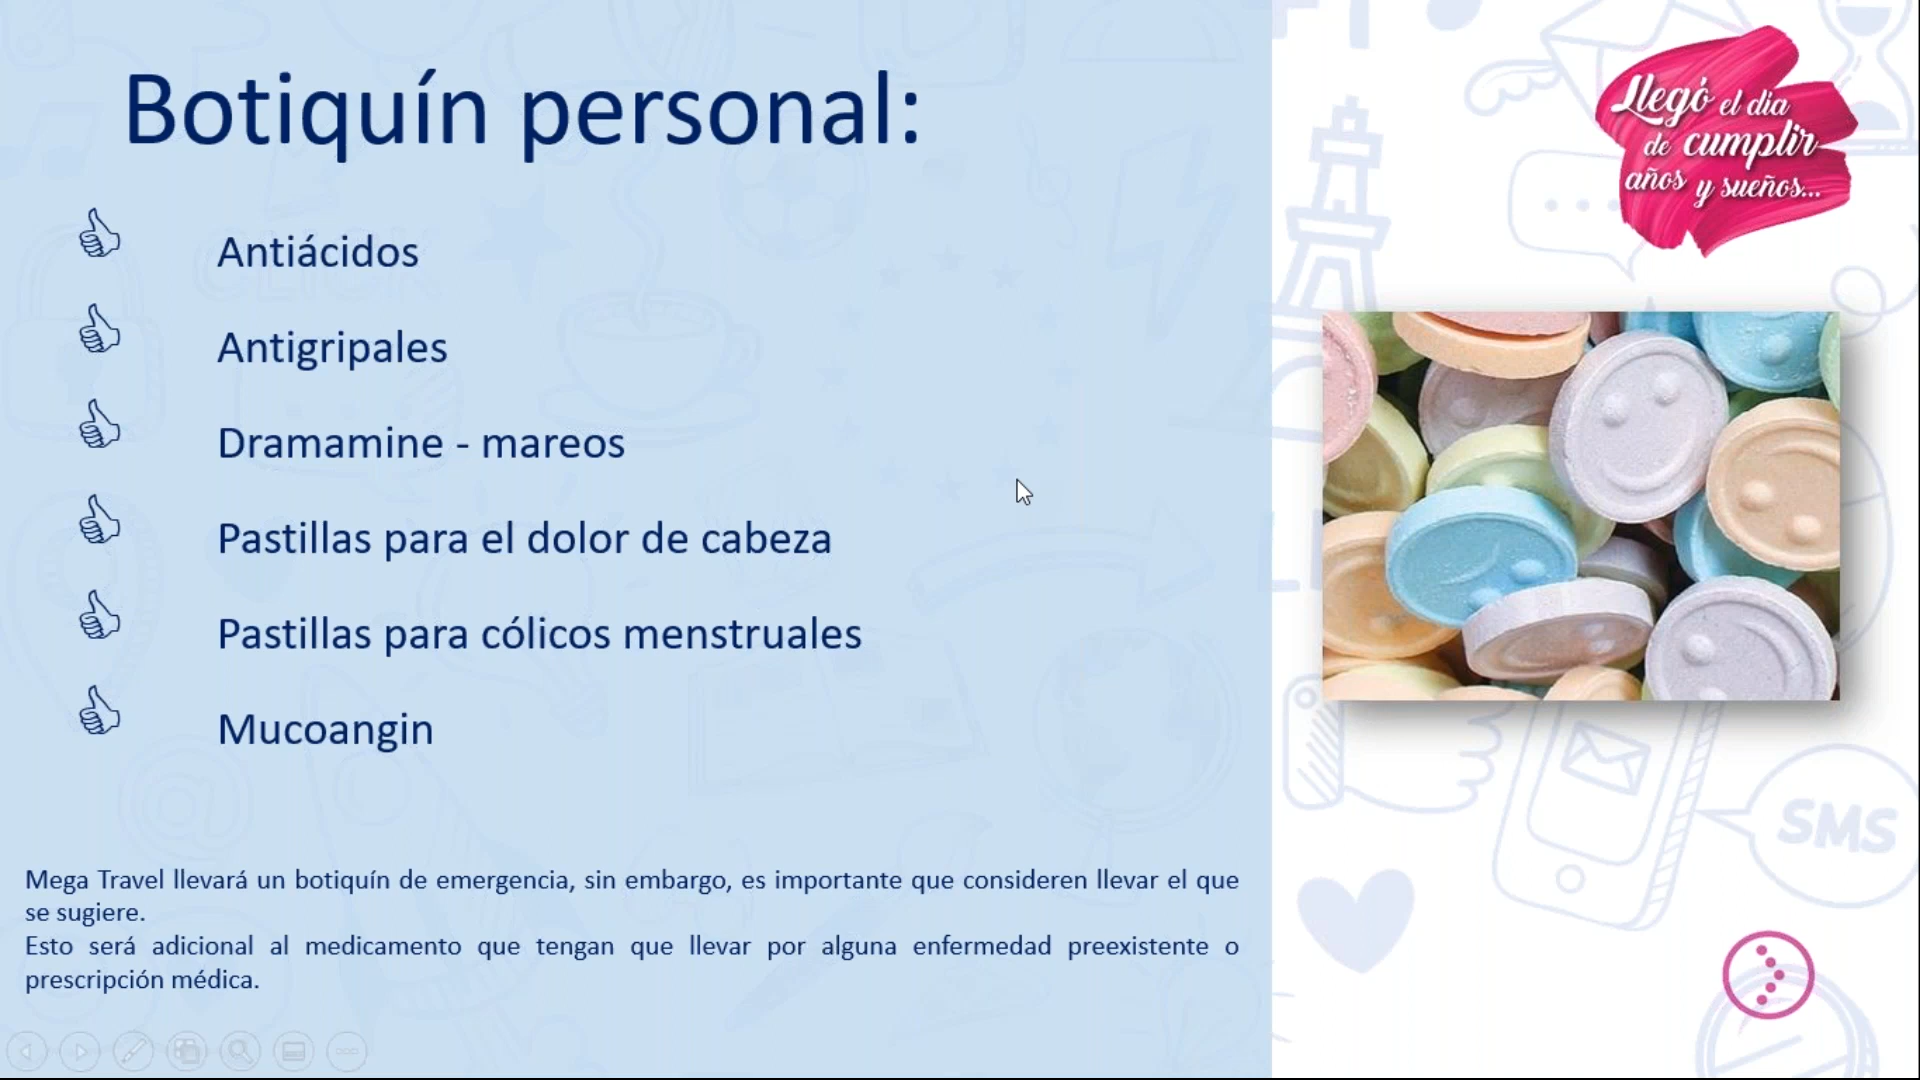 Botiquín personal:
Llegó el dia
de cumplir
años y sueños...
Antiácidos
Antigripales
Dramamine - mareos
Pastillas para el dolor de cabeza
Pastillas para cólicos menstruales
Mucoangin
SMS
Mega Travel llevará un botiquín de emergencia, sin embargo, es importante que consideren llevar el que
se sugiere.
Esto será adicional al medicamento que tengan que llevar por alguna enfermedad preexistente o
prescripción médica.